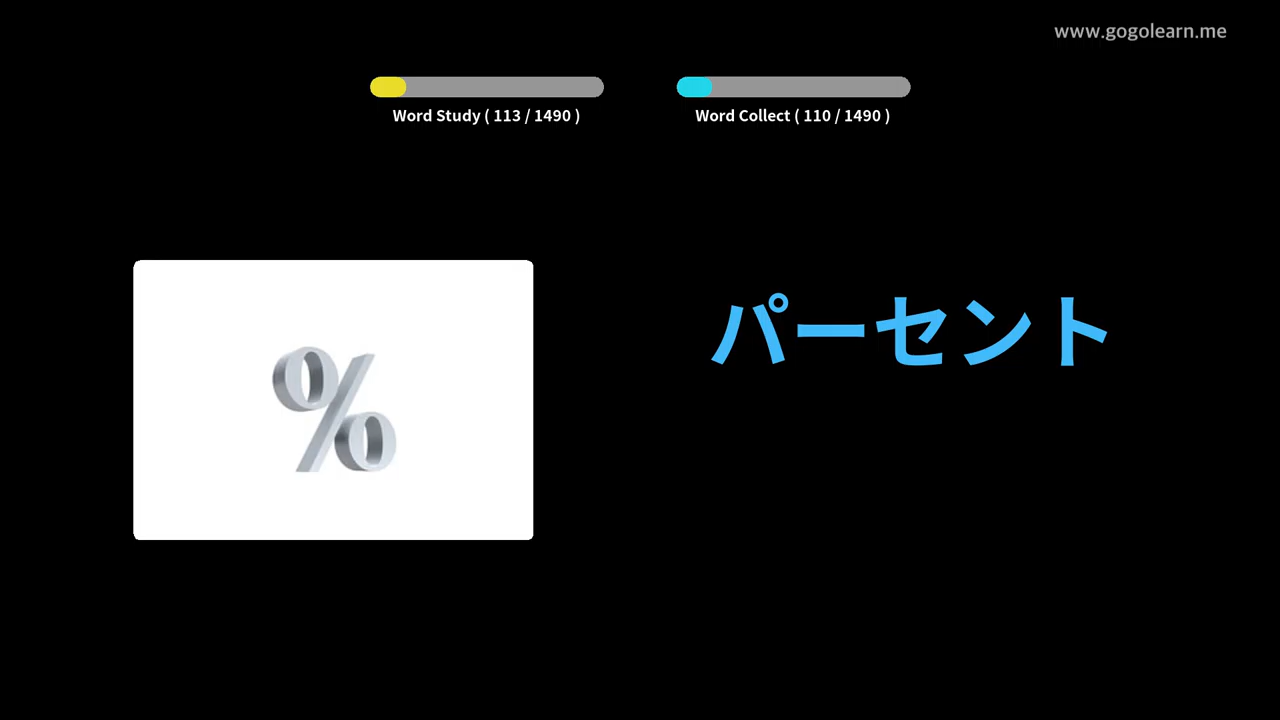 www.gogolearn.me
Word Study ( 113 / 1490 )
Word Collect ( 110 / 1490 )
%
パーセント